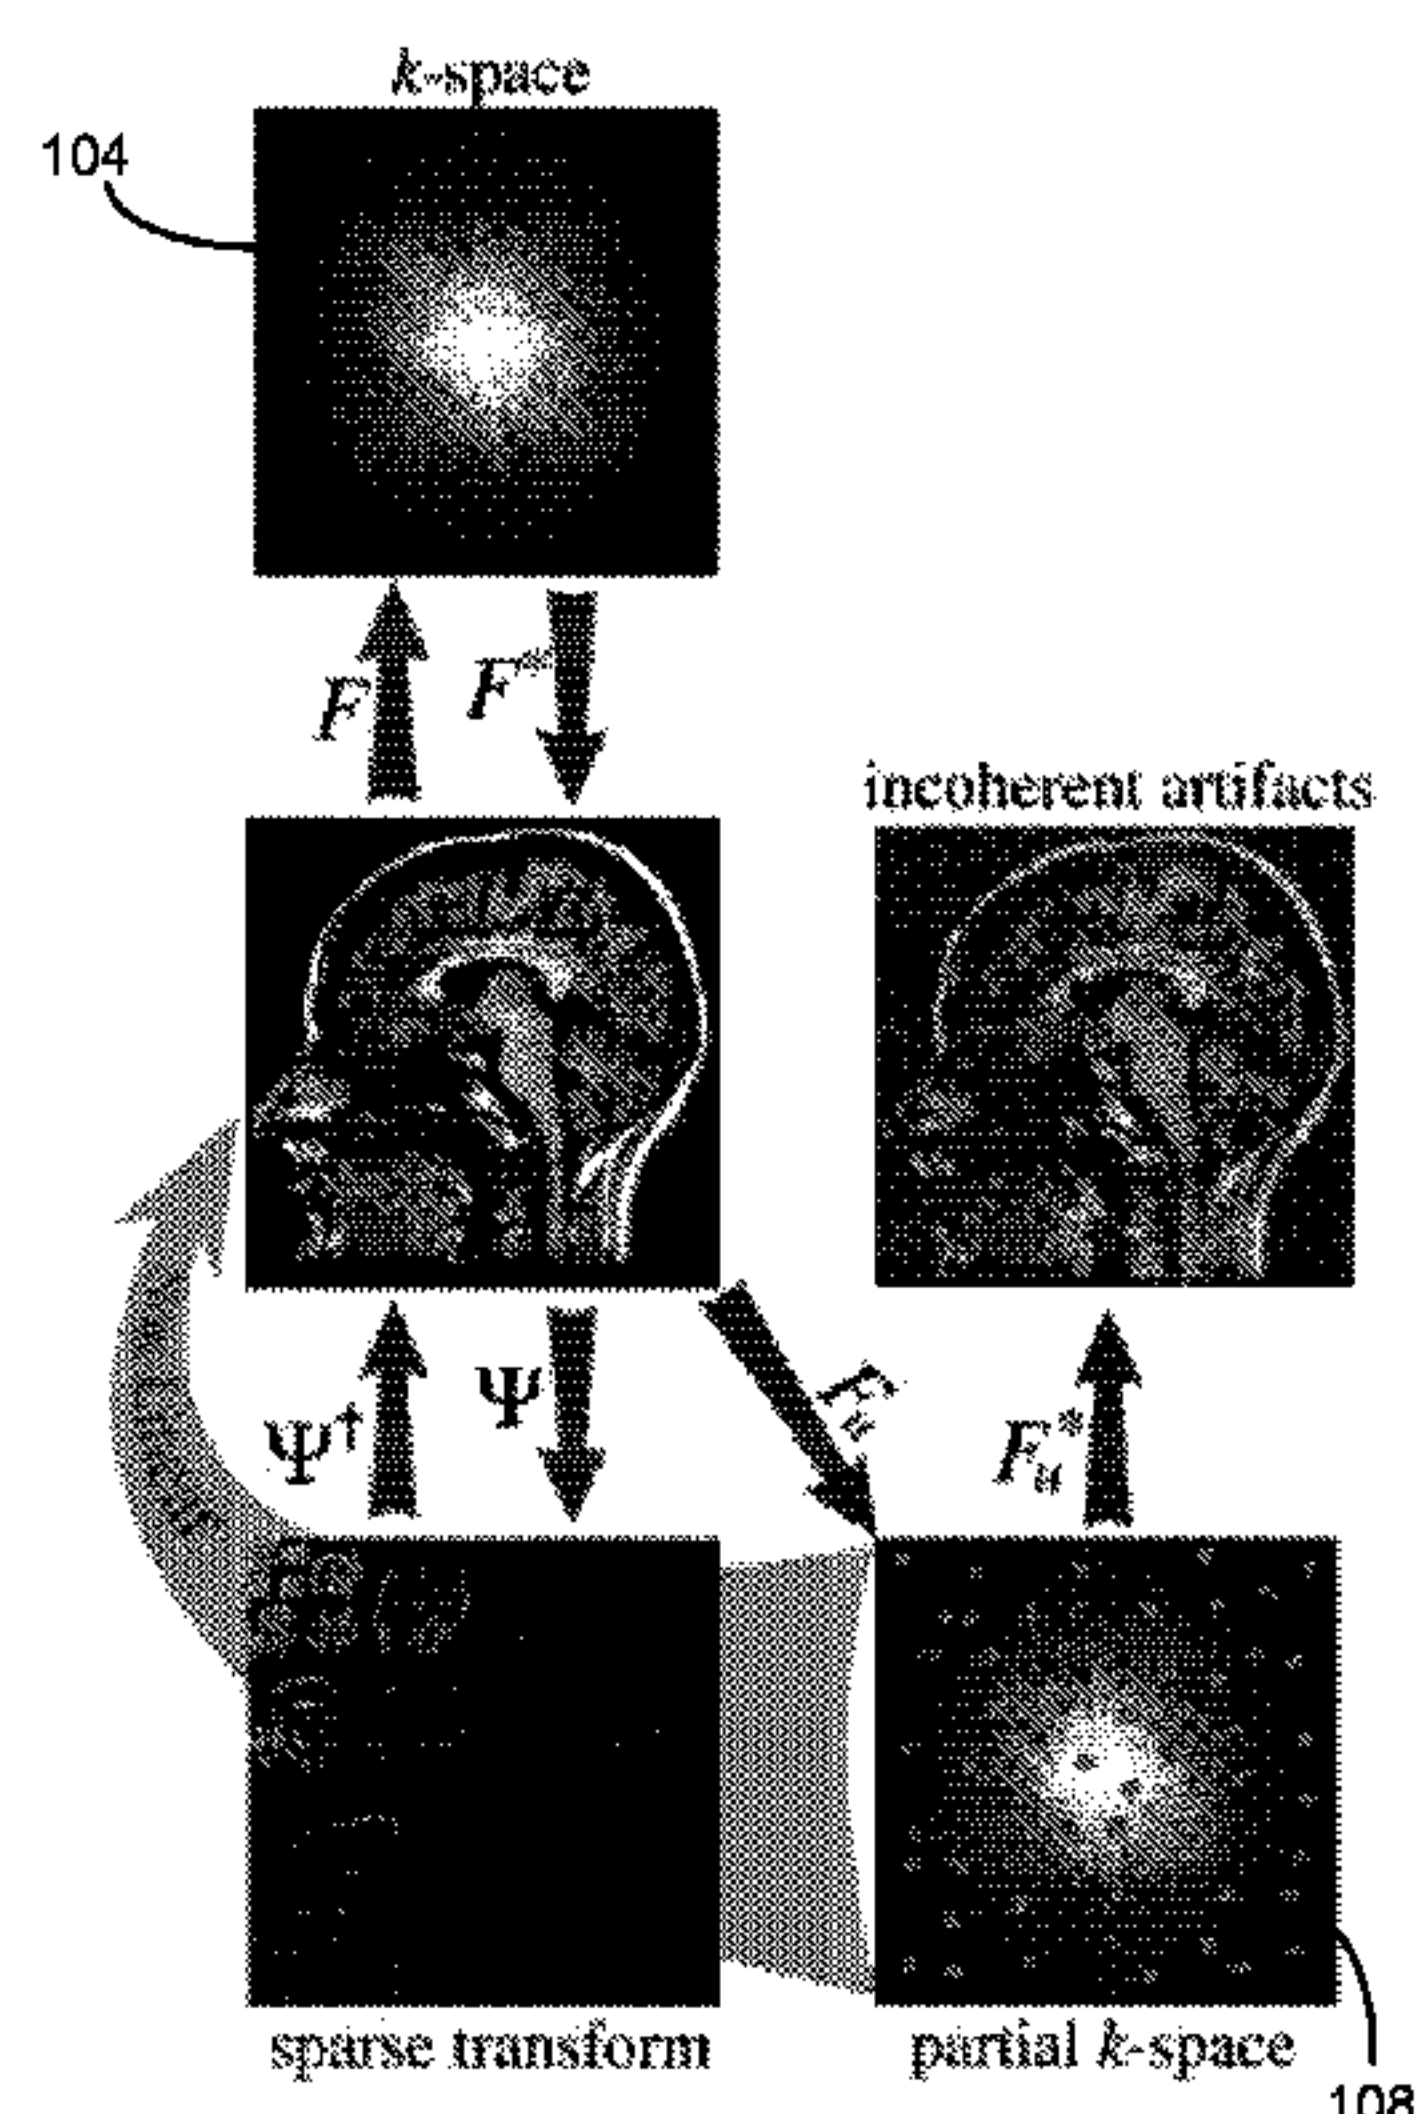 k-space
104
F
F*
incoherent artifacts
Ψ†
Ψ
Fu
Fu*
sparse transform
partial k-space
108